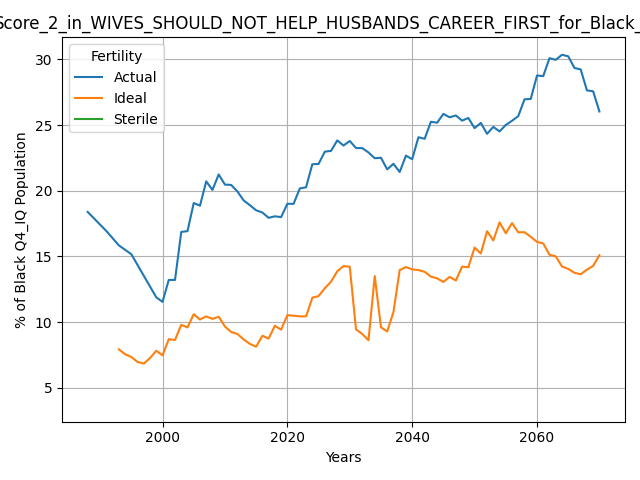 Score_2_in_WIVES_SHOULD_NOT_HELP_HUSBANDS_CAREER_FIRST_for_Black_
Fertility
Actual
Ideal
Sterile
% of Black Q4_IQ Population
30
25
20
15
10
5
2000 2020 2040 2060
Years